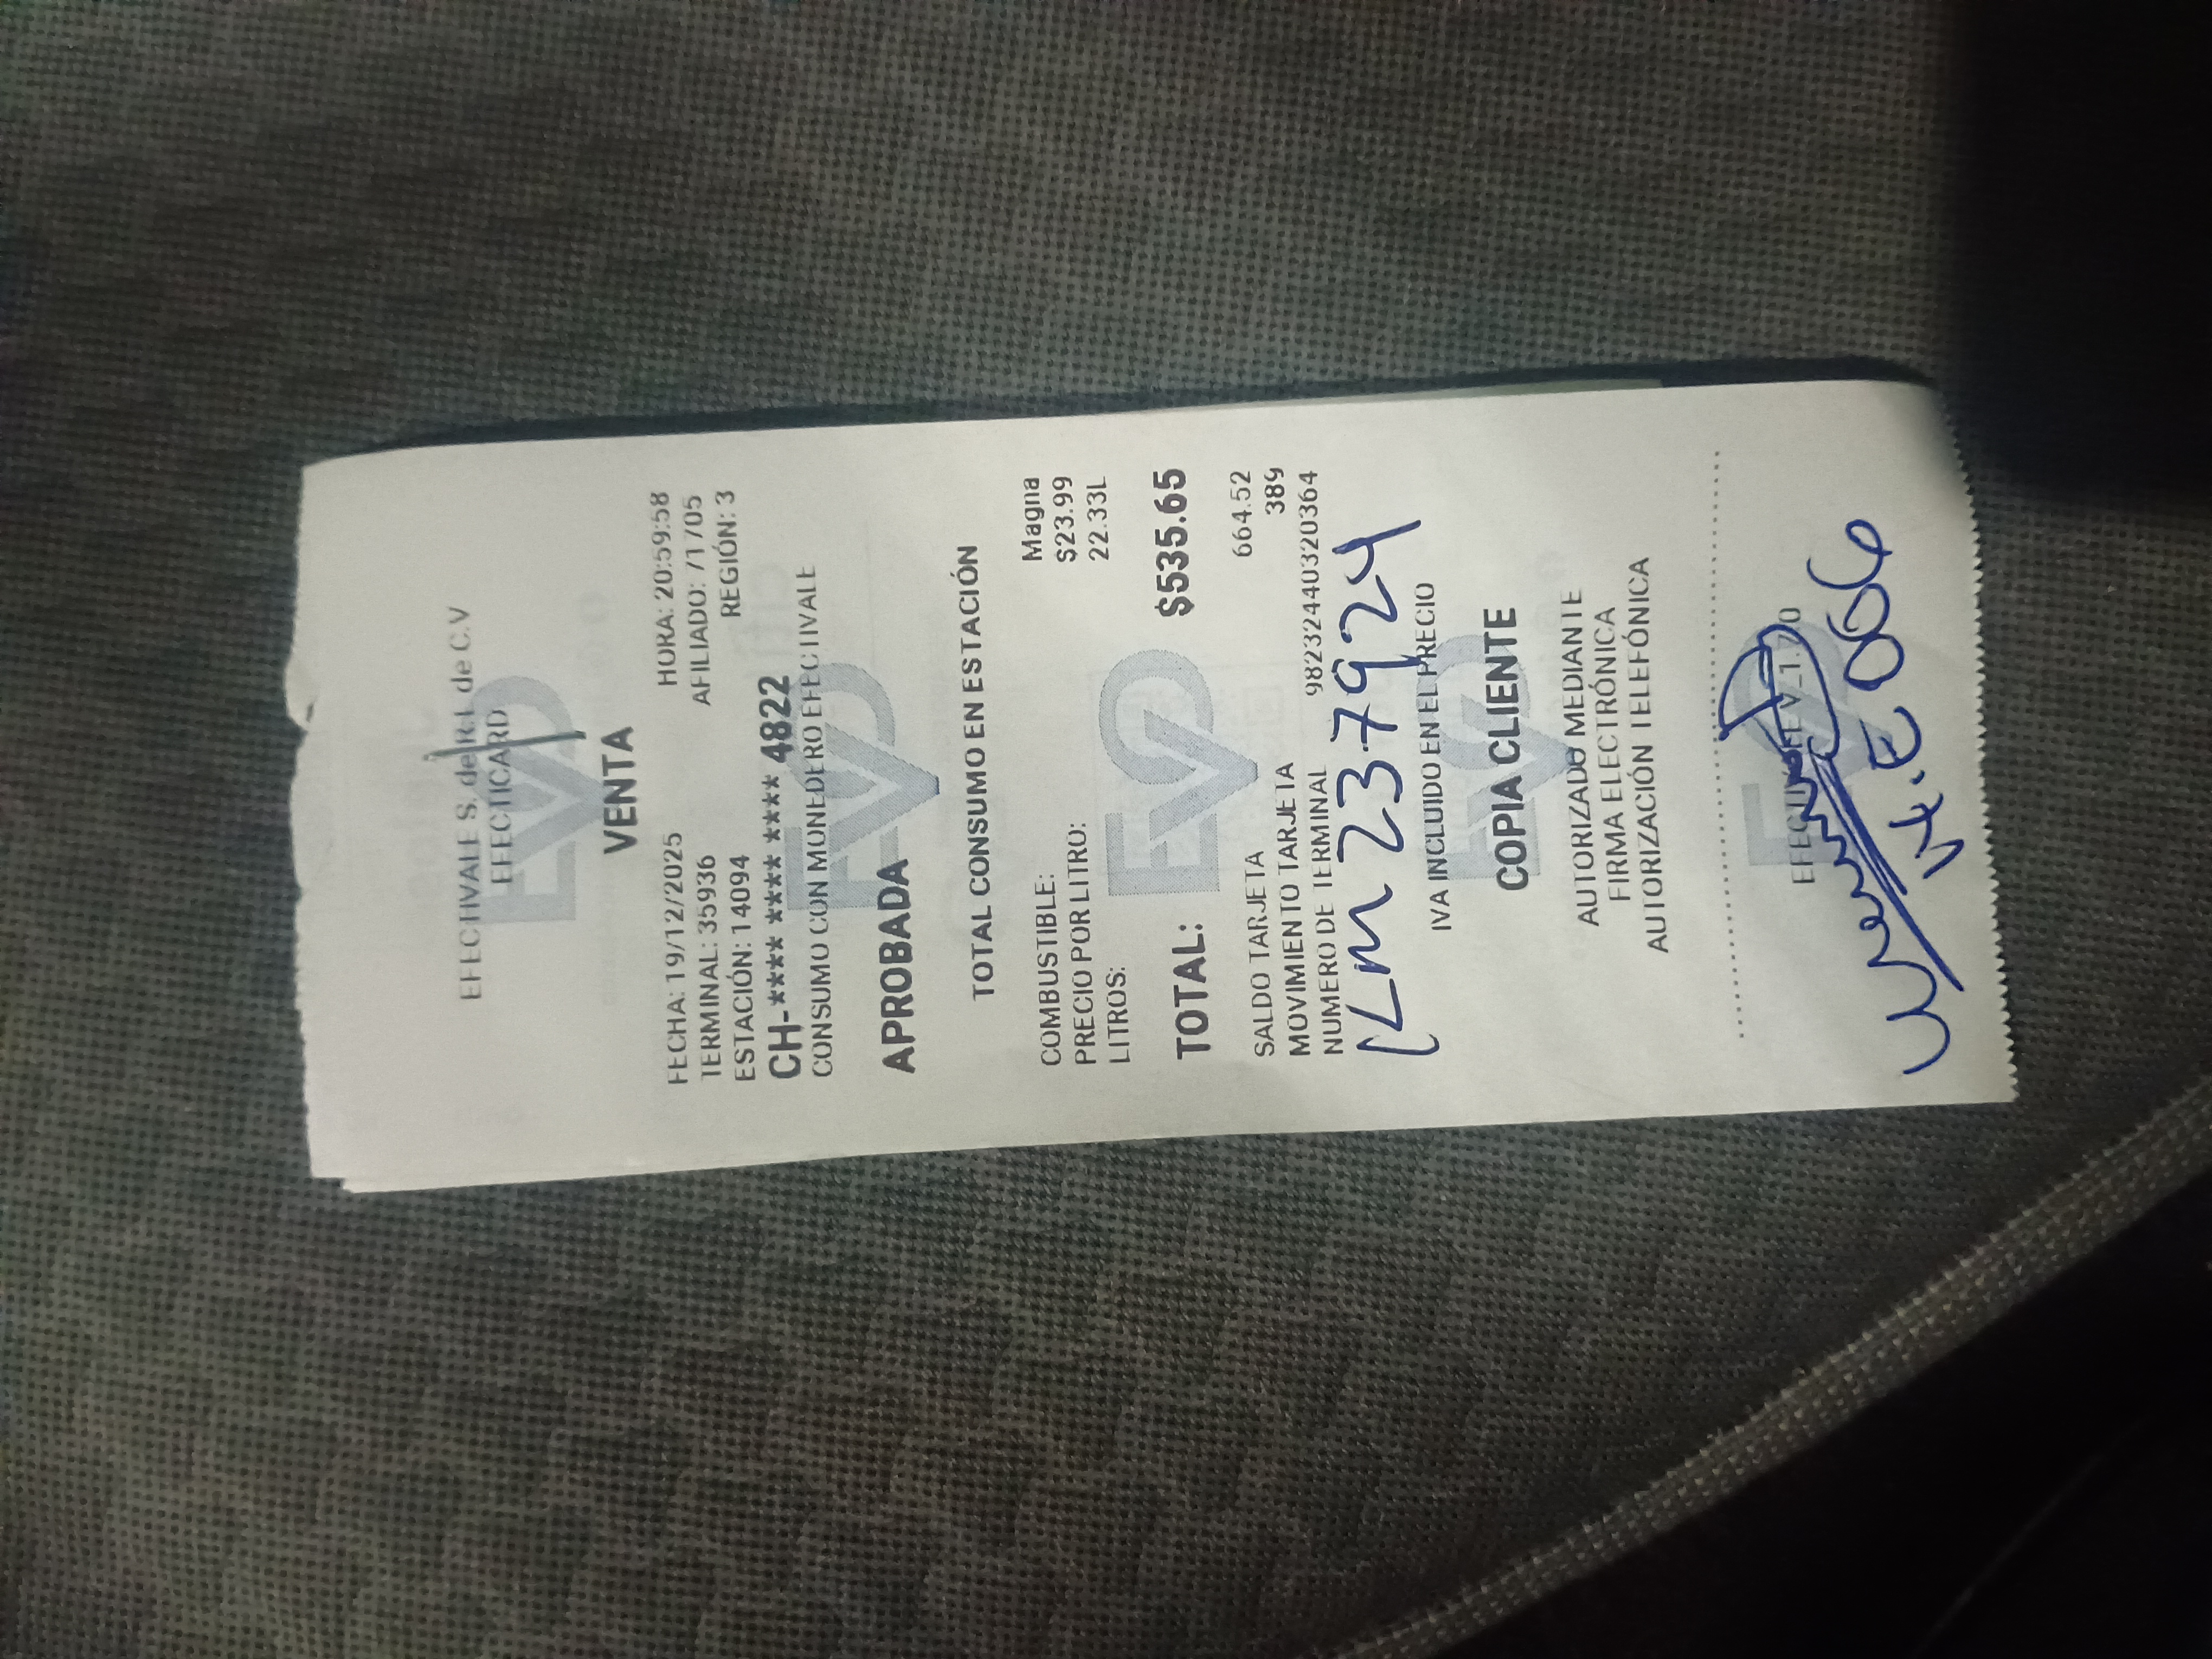 EFECTIVALE S. de R.L. de C.V
EFECTICARD
VENTA
FECHA: 19/12/2025 HORA: 20:59:58
TERMINAL: 35936 AFILIADO: 71705
ESTACIÓN: 14094 REGIÓN: 3
CH-**** **** **** 4822
CONSUMO CON MONEDERO EFECTIVALE
APROBADA
TOTAL CONSUMO EN ESTACIÓN
COMBUSTIBLE: Magna
PRECIO POR LITRO: $23.99
LITROS: 22.33L
TOTAL: $535.65
SALDO TARJETA 664.52
MOVIMIENTO TARJETA 389
NUMERO DE TERMINAL 98232440320364
Km 237924
IVA INCLUIDO EN EL PRECIO
COPIA CLIENTE
AUTORIZADO MEDIANTE
FIRMA ELECTRÓNICA
AUTORIZACIÓN TELEFÓNICA